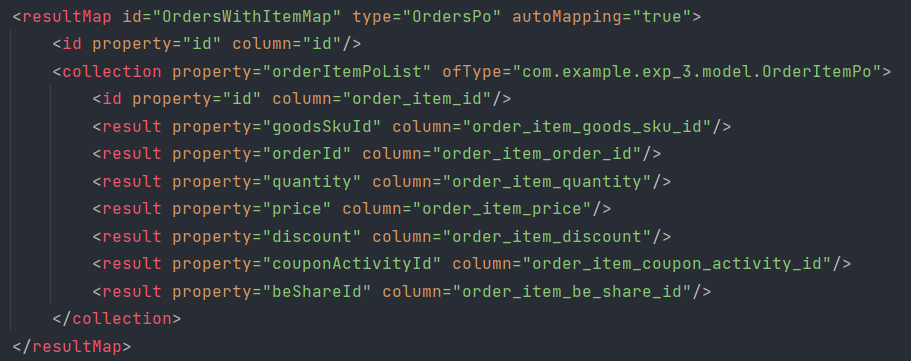 <resultMap id="OrdersWithItemMap" type="OrdersPo" autoMapping="true">
    <id property="id" column="id"/>
    <collection property="orderItemPoList" ofType="com.example.exp_3.model.OrderItemPo">
        <id property="id" column="order_item_id"/>
        <result property="goodsSkuId" column="order_item_goods_sku_id"/>
        <result property="orderId" column="order_item_order_id"/>
        <result property="quantity" column="order_item_quantity"/>
        <result property="price" column="order_item_price"/>
        <result property="discount" column="order_item_discount"/>
        <result property="couponActivityId" column="order_item_coupon_activity_id"/>
        <result property="beShareId" column="order_item_be_share_id"/>
    </collection>
</resultMap>